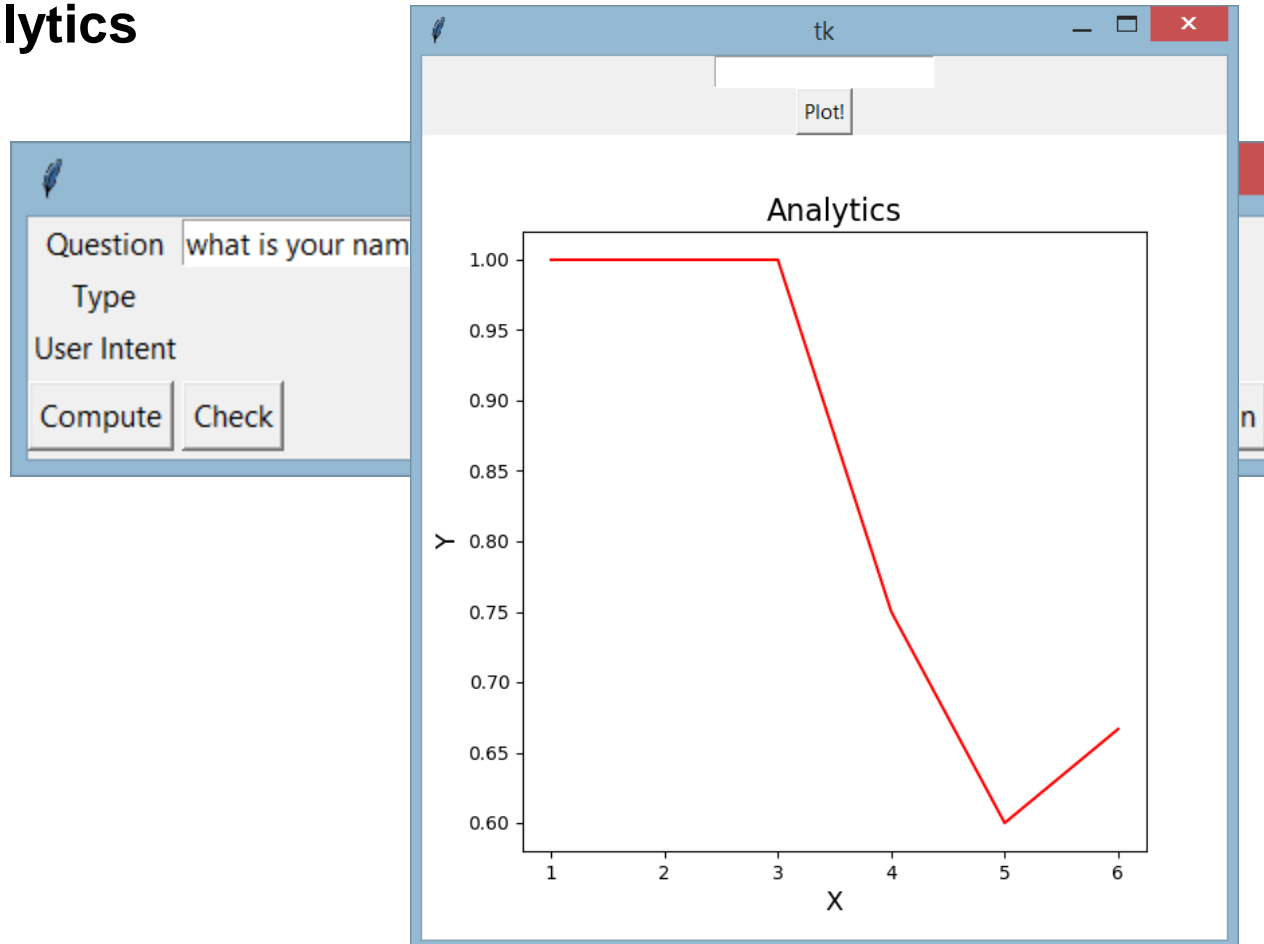 lytics
tk
Plot!
Question what is your nam
Type
User Intent
Compute Check
n
Analytics
1.00
0.95
0.90
0.85
0.80
0.75
0.70
0.65
0.60
Y
1 2 3 4 5 6
X